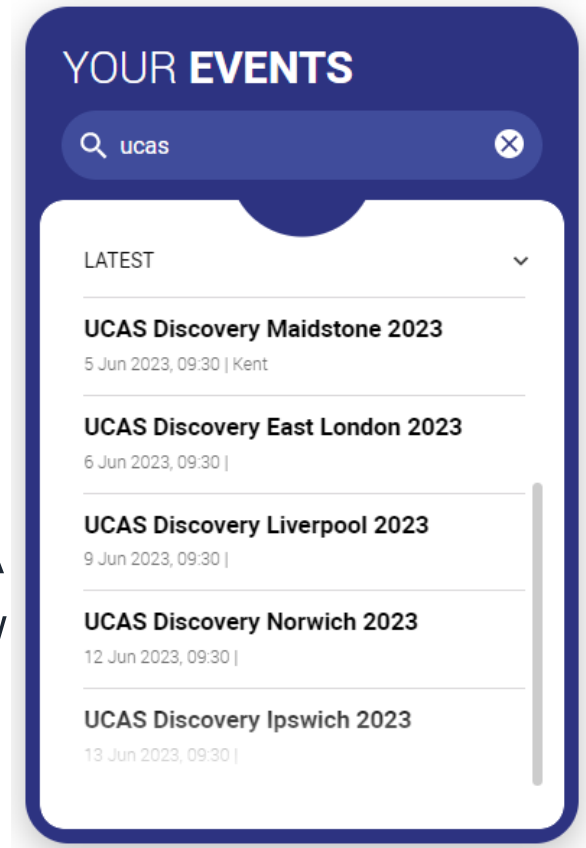 YOUR EVENTS
ucas
LATEST
UCAS Discovery Maidstone 2023
5 Jun 2023, 09:30 | Kent
UCAS Discovery East London 2023
6 Jun 2023, 09:30 |
UCAS Discovery Liverpool 2023
9 Jun 2023, 09:30 |
UCAS Discovery Norwich 2023
12 Jun 2023, 09:30 |
UCAS Discovery Ipswich 2023
13 Jun 2023, 09:30 |